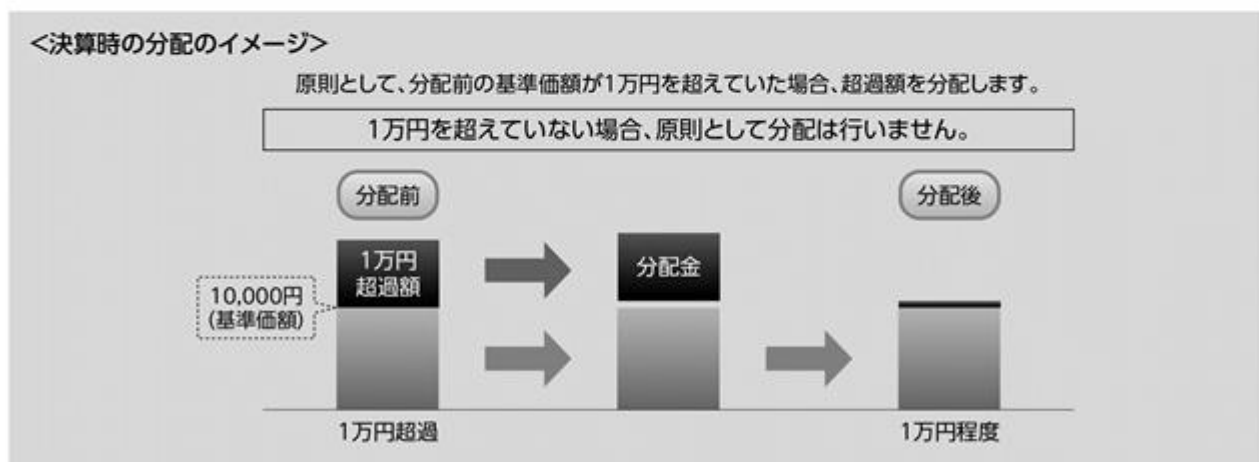 <決算時の分配のイメージ>
原則として、分配前の基準価額が1万円を超えていた場合、超過額を分配します。
1万円を超えていない場合、原則として分配は行いません。
分配前
分配後
1万円
超過額
分配金
10,000円
(基準価額)
1万円超過
1万円程度